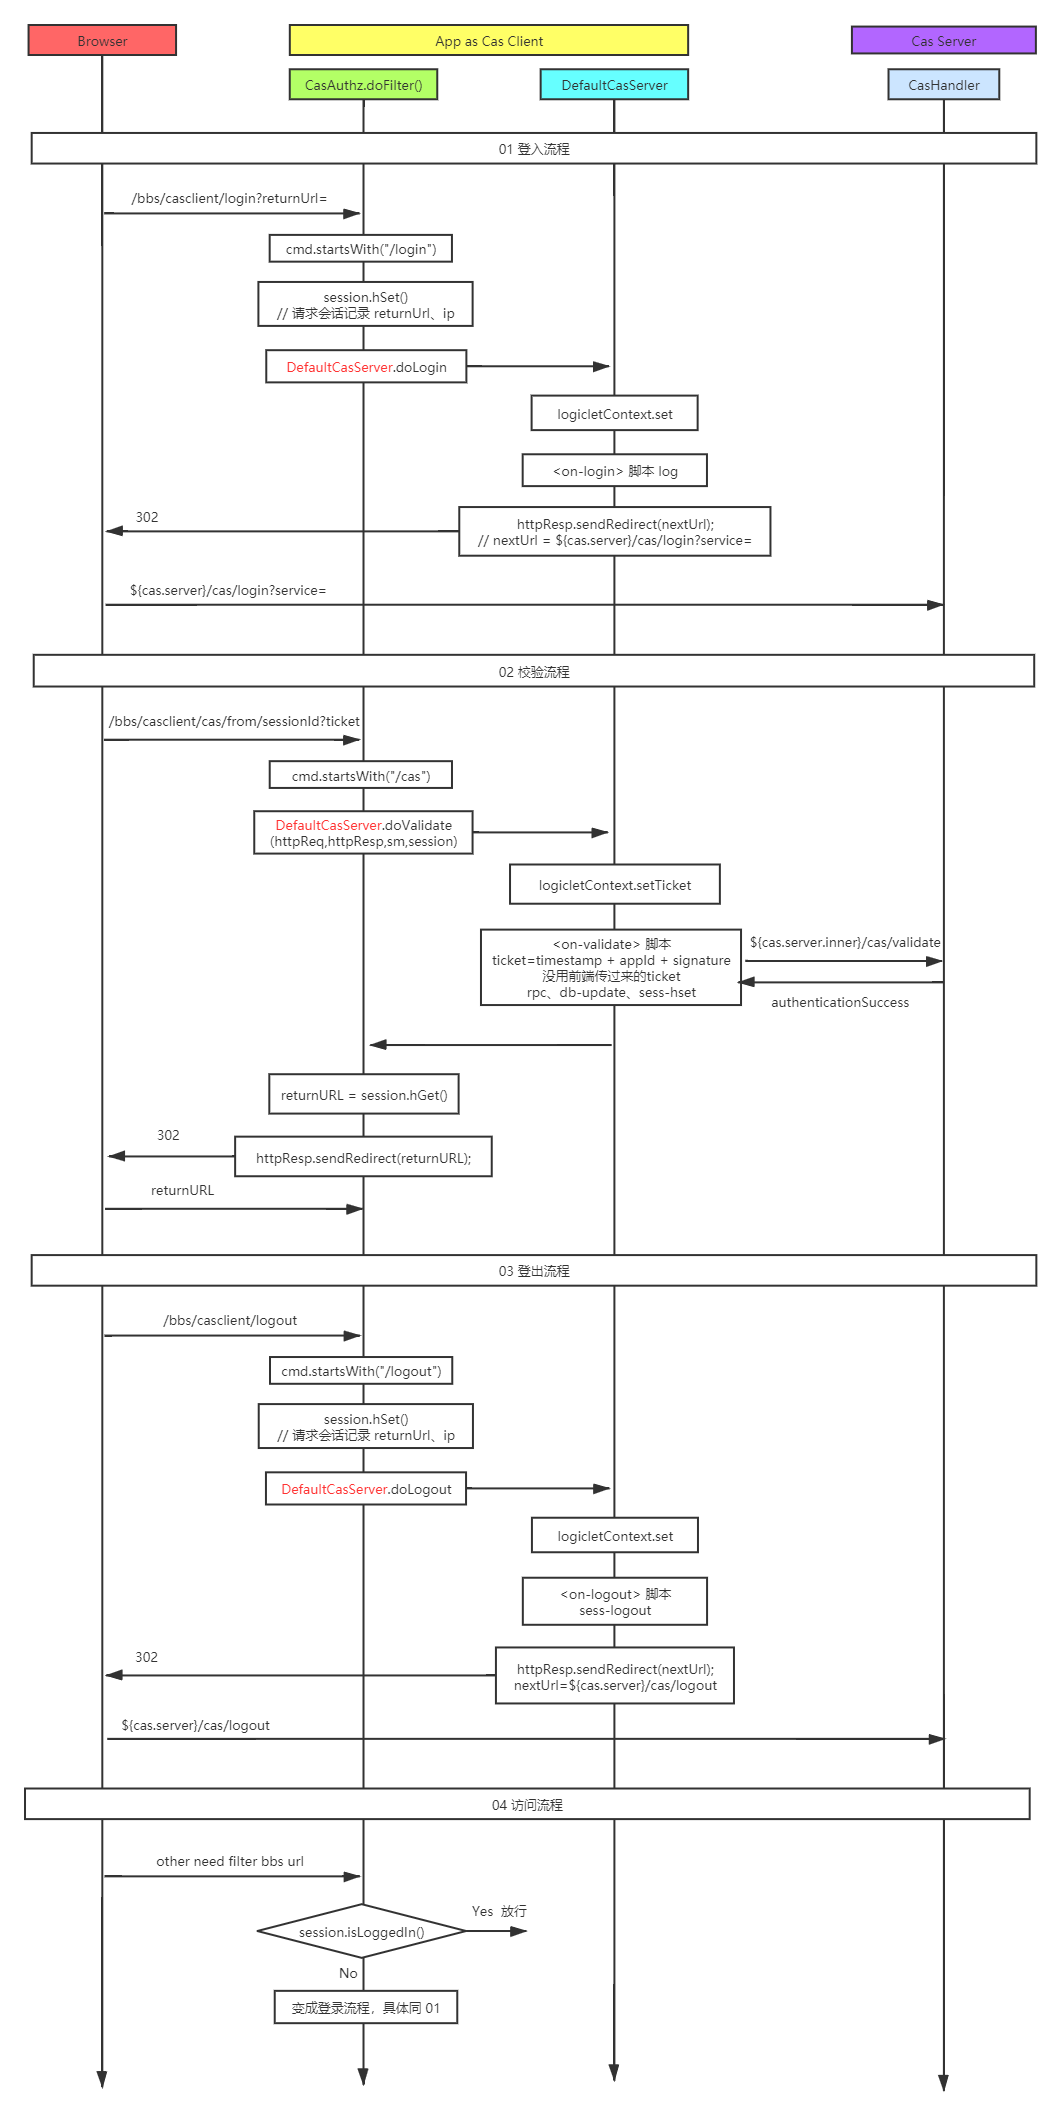 Browser
App as Cas Client
Cas Server
CasAuthz.doFilter()
DefaultCasServer
CasHandler
01 登入流程
/bbs/casclient/login?returnUrl=
cmd.startsWith("/login")
session.hSet()
// 请求会话记录 returnUrl、ip
DefaultCasServer.doLogin
logicletContext.set
<on-login> 脚本 log
302
httpResp.sendRedirect(nextUrl);
// nextUrl = ${cas.server}/cas/login?service=
${cas.server}/cas/login?service=
02 校验流程
/bbs/casclient/cas/from/sessionId?ticket
cmd.startsWith("/cas")
DefaultCasServer.doValidate
(httpReq,httpResp,sm,session)
logicletContext.setTicket
<on-validate> 脚本
ticket=timestamp + appId + signature
没用前端传过来的ticket
rpc、db-update、sess-hset
${cas.server.inner}/cas/validate
authenticationSuccess
returnURL = session.hGet()
302
httpResp.sendRedirect(returnURL);
returnURL
03 登出流程
/bbs/casclient/logout
cmd.startsWith("/logout")
session.hSet()
// 请求会话记录 returnUrl、ip
DefaultCasServer.doLogout
logicletContext.set
<on-logout> 脚本
sess-logout
302
httpResp.sendRedirect(nextUrl);
nextUrl=${cas.server}/cas/logout
${cas.server}/cas/logout
04 访问流程
other need filter bbs url
session.isLoggedIn()
Yes 放行
No
变成登录流程，具体同 01